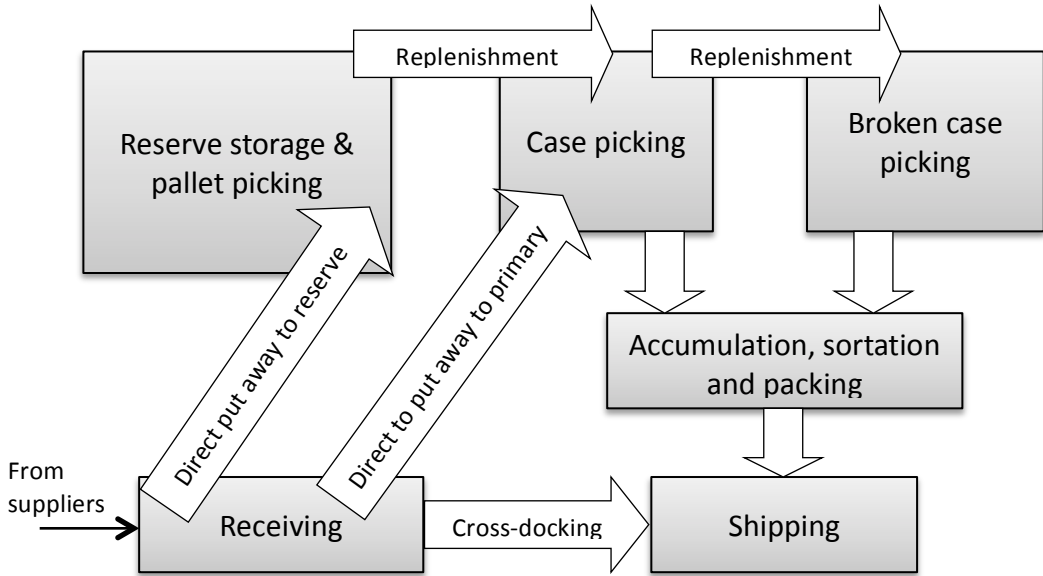 Replenishment
Replenishment
Reserve storage &
pallet picking
Case picking
Broken case
picking
Direct put away to reserve
Direct to put away to primary
Accumulation, sortation
and packing
From
suppliers
Receiving
Cross-docking
Shipping